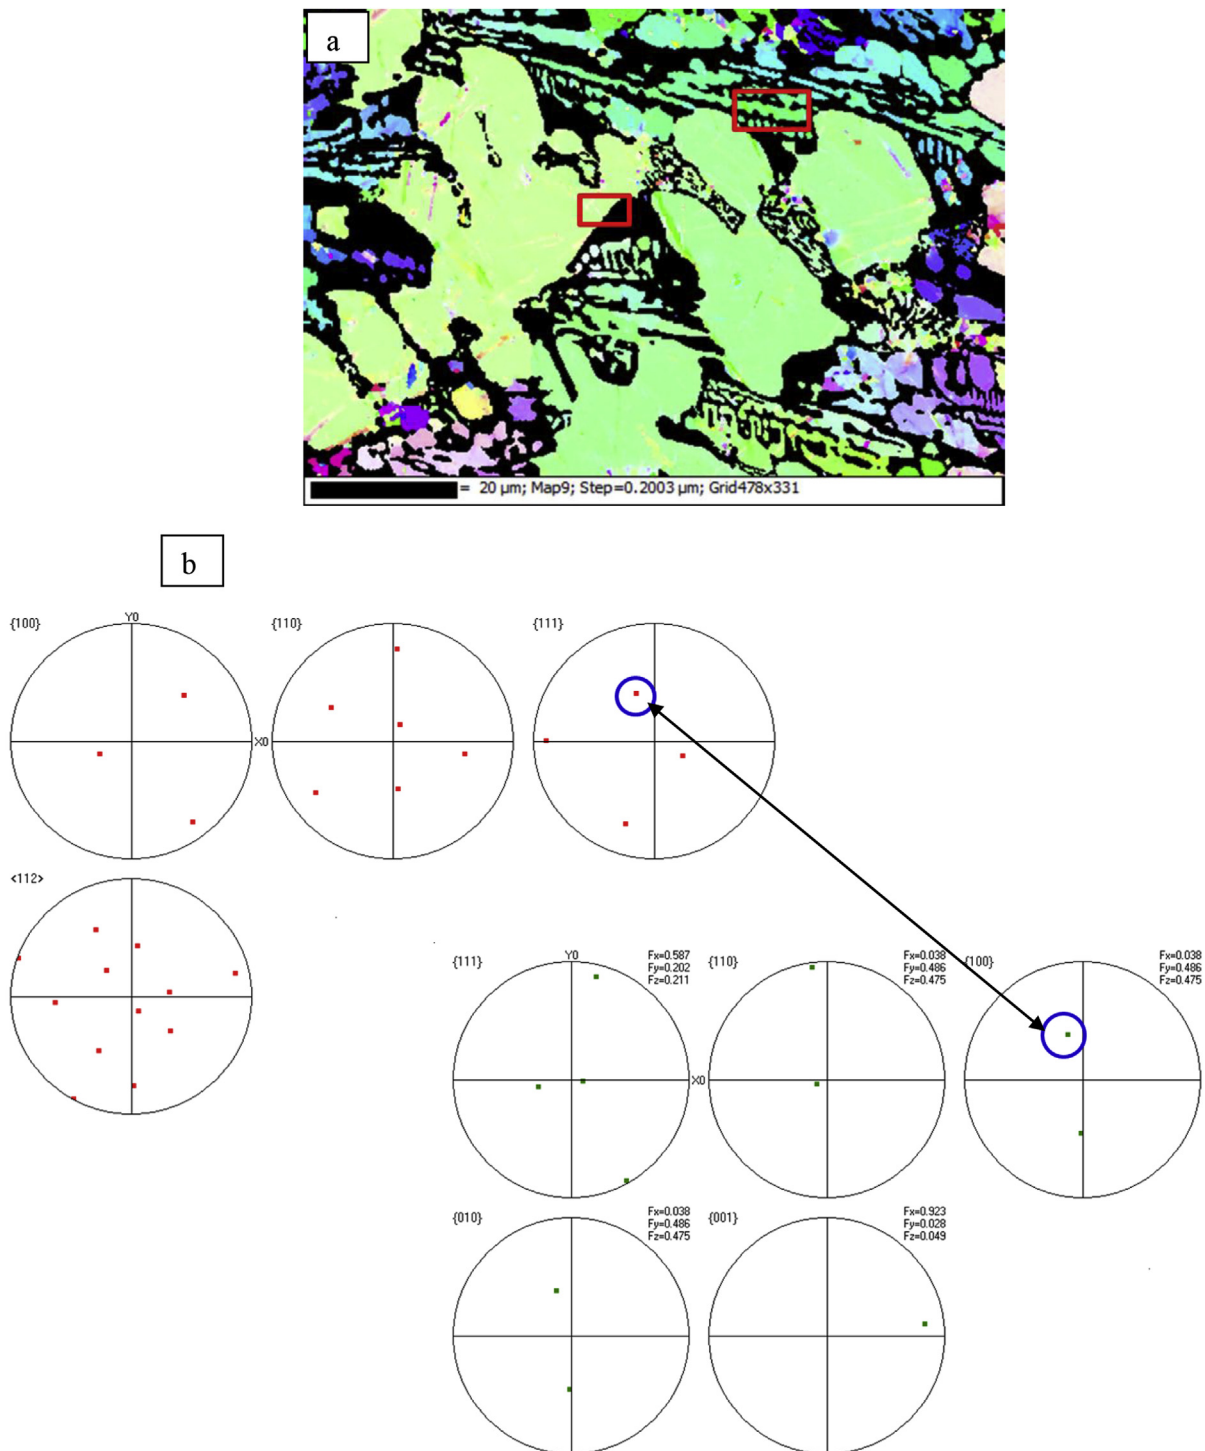 a
= 20 µm; Map9; Step=0.2003 µm; Grid478x331
b
{100}
Y0
X0
{110}
{111}
<112>
{111}
Y0
X0
Fx=0.587
Fy=0.202
Fz=0.211
{110}
Fx=0.038
Fy=0.486
Fz=0.475
{100}
Fx=0.038
Fy=0.486
Fz=0.475
{010}
Fx=0.038
Fy=0.486
Fz=0.475
{001}
Fx=0.923
Fy=0.028
Fz=0.049